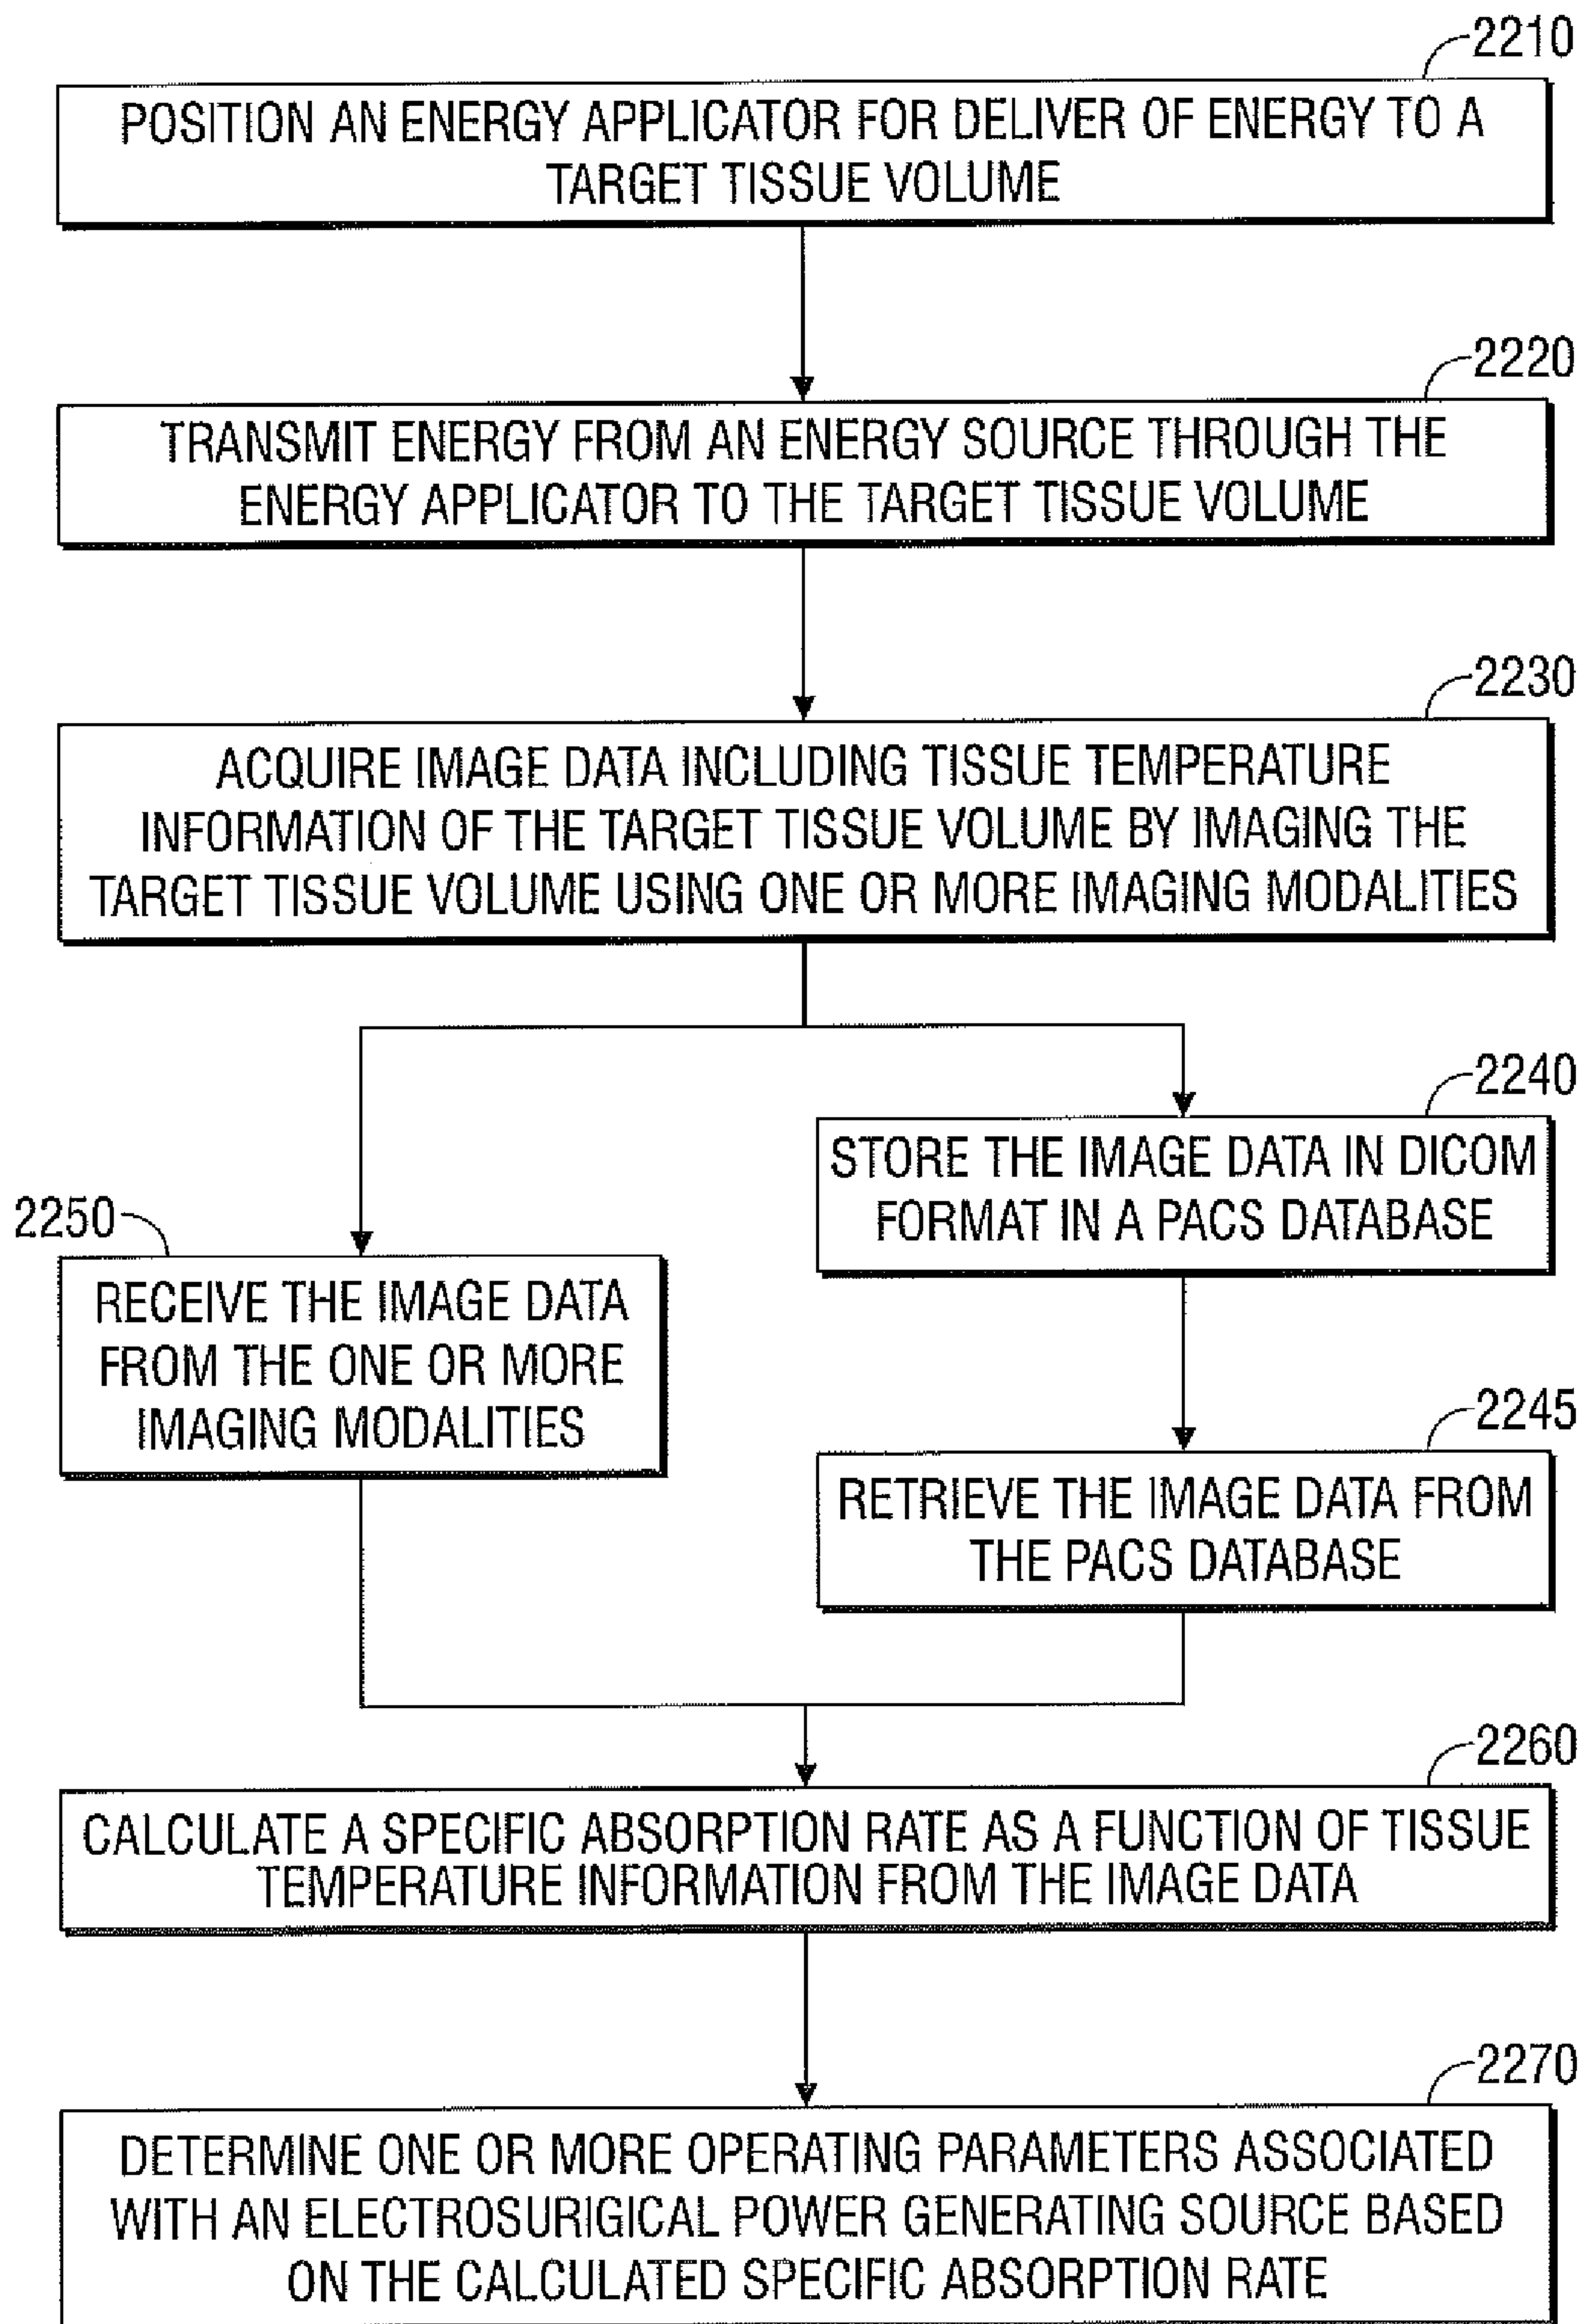 2210
POSITION AN ENERGY APPLICATOR FOR DELIVER OF ENERGY TO A
TARGET TISSUE VOLUME
2220
TRANSMIT ENERGY FROM AN ENERGY SOURCE THROUGH THE
ENERGY APPLICATOR TO THE TARGET TISSUE VOLUME
2230
ACQUIRE IMAGE DATA INCLUDING TISSUE TEMPERATURE
INFORMATION OF THE TARGET TISSUE VOLUME BY IMAGING THE
TARGET TISSUE VOLUME USING ONE OR MORE IMAGING MODALITIES
2240
STORE THE IMAGE DATA IN DICOM
FORMAT IN A PACS DATABASE
2250
RECEIVE THE IMAGE DATA
FROM THE ONE OR MORE
IMAGING MODALITIES
2245
RETRIEVE THE IMAGE DATA FROM
THE PACS DATABASE
2260
CALCULATE A SPECIFIC ABSORPTION RATE AS A FUNCTION OF TISSUE
TEMPERATURE INFORMATION FROM THE IMAGE DATA
2270
DETERMINE ONE OR MORE OPERATING PARAMETERS ASSOCIATED
WITH AN ELECTROSURIGICAL POWER GENERATING SOURCE BASED
ON THE CALCULATED SPECIFIC ABSORPTION RATE